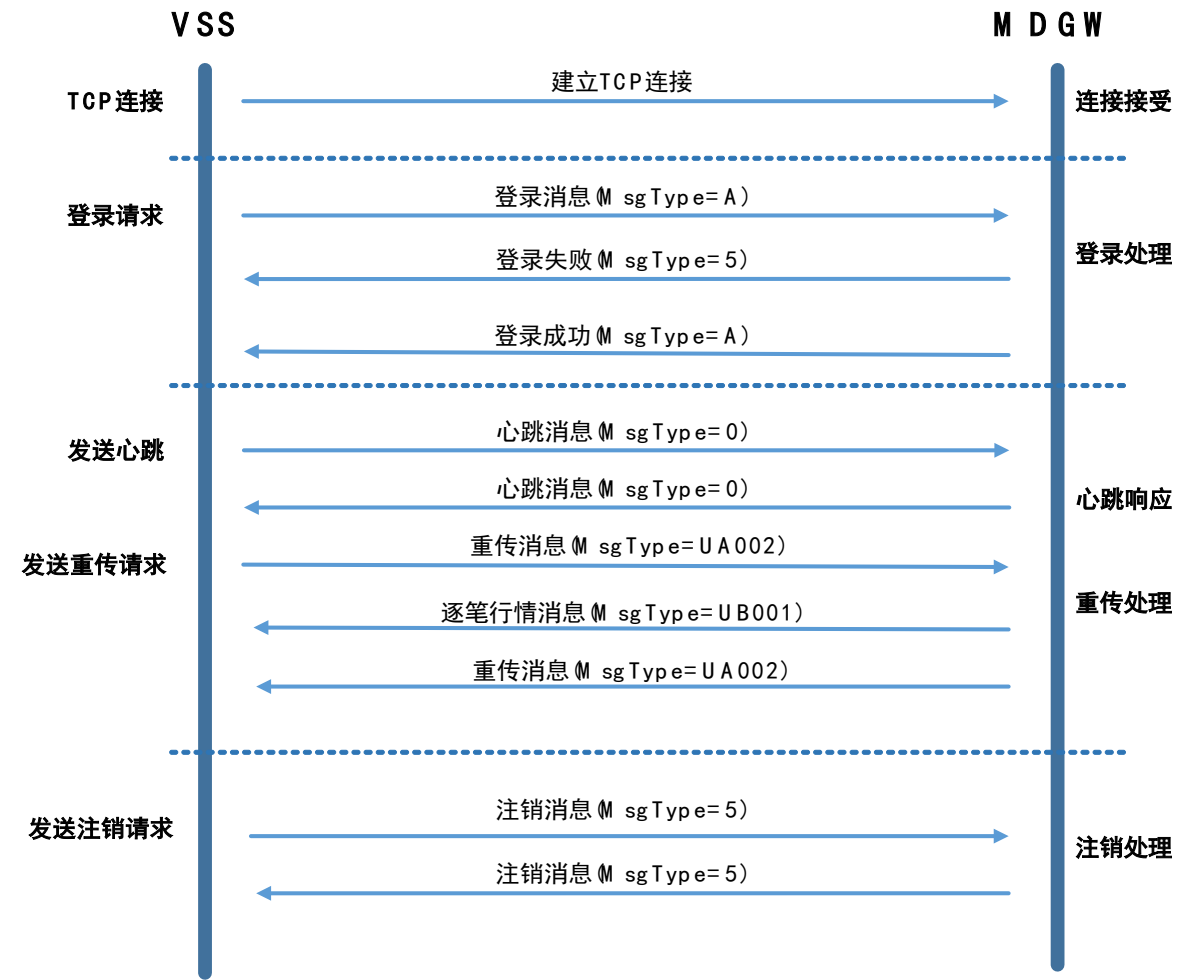 VSS MDGW
建立TCP连接
TCP连接 连接接受
登录消息(MsgType=A)
登录请求
登录处理
登录失败(MsgType=5)
登录成功(MsgType=A)
心跳消息(MsgType=0)
发送心跳
心跳消息(MsgType=0)
心跳响应
重传消息(MsgType=UA002)
发送重传请求
重传处理
逐笔行情消息(MsgType=UB001)
重传消息(MsgType=UA002)
注销消息(MsgType=5)
发送注销请求
注销处理
注销消息(MsgType=5)